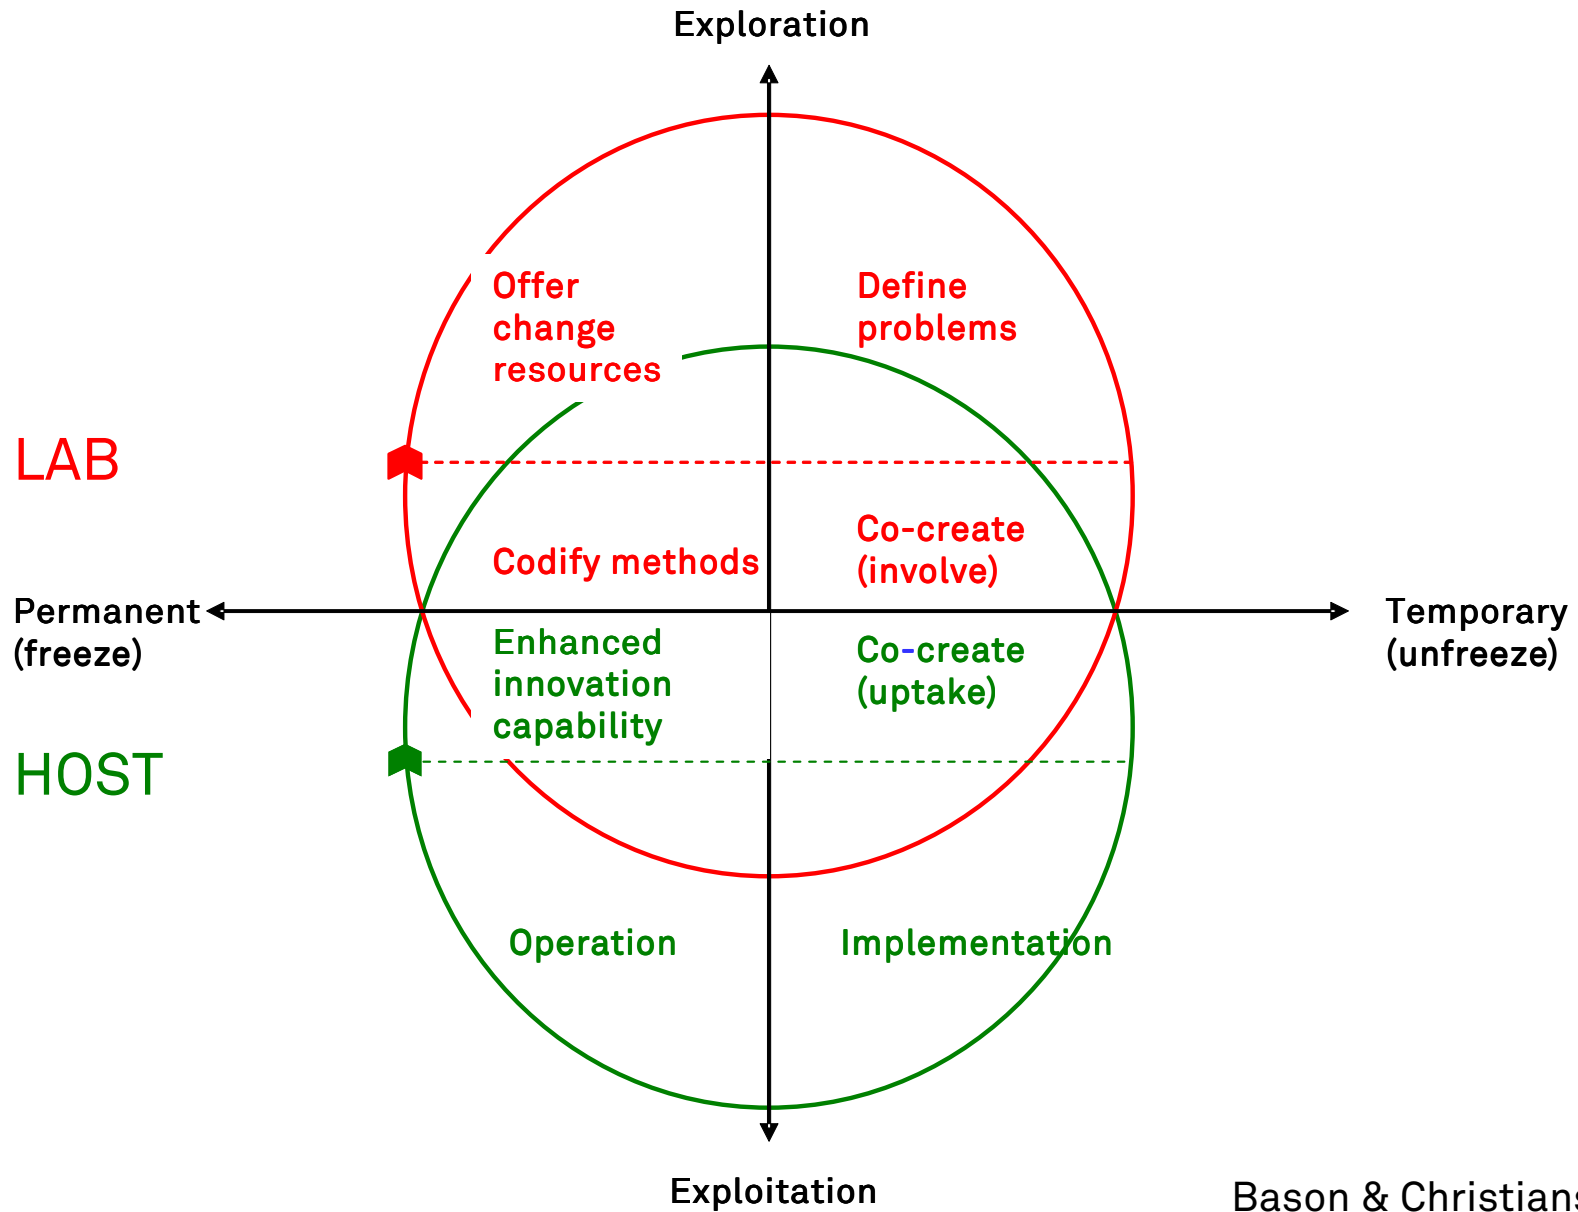 Exploration
Offer
change
resources
Define
problems
LAB
Codify methods
Co-create
(involve)
Permanent
(freeze)
Temporary
(unfreeze)
Enhanced
innovation
capability
Co-create
(uptake)
HOST
Operation
Implementation
Exploitation
Bason & Christians